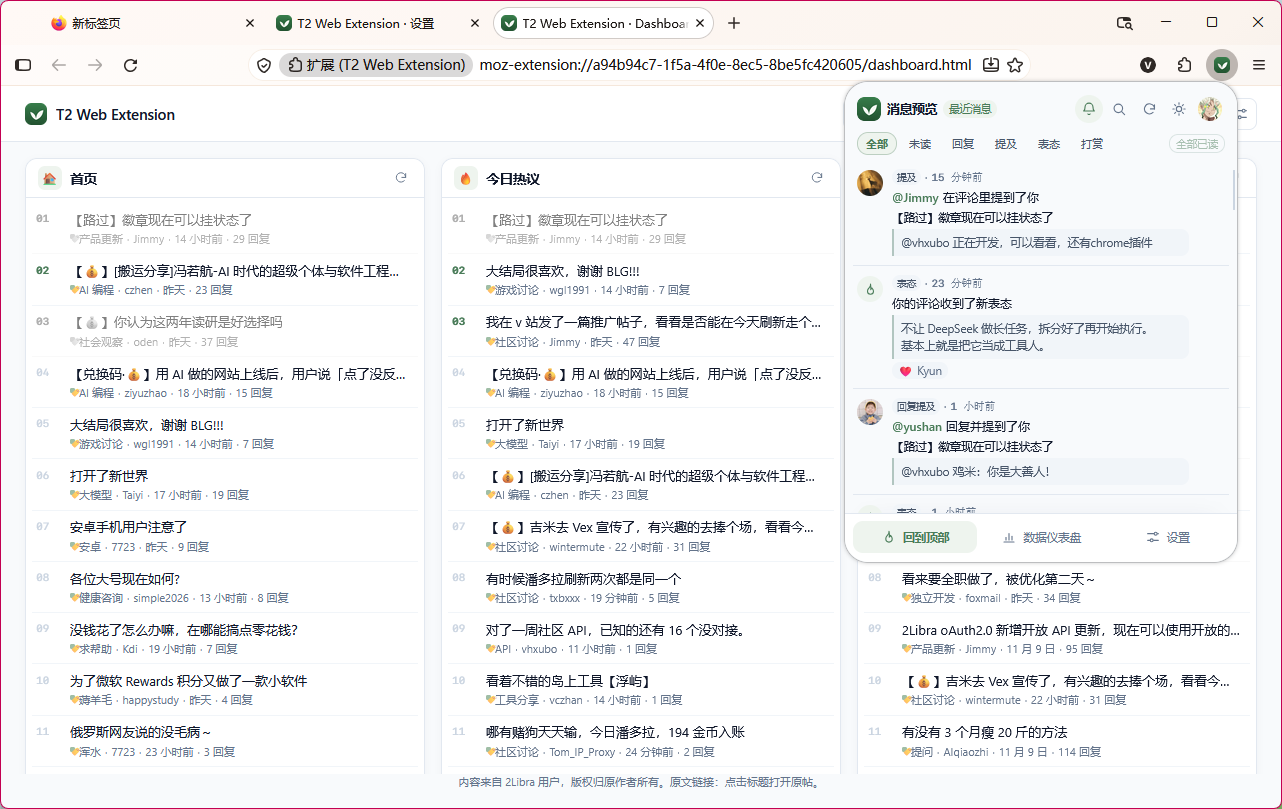 新标签页
T2 Web Extension · 设置
T2 Web Extension · Dashboar
扩展 (T2 Web Extension)
moz-extension://a94b94c7-1f5a-4f0e-8ec5-8be5fc420605/dashboard.html
V
T2 Web Extension
首页
01 【路过】徽章现在可以挂状态了
产品更新 · Jimmy · 14 小时前 · 29 回复
02 【💰】[搬运分享]冯若航-AI 时代的超级个体与软件工程...
AI 编程 · czhen · 昨天 · 23 回复
03 【💰】你认为这两年读研是好选择吗
社会观察 · oden · 昨天 · 37 回复
04 【兑换码·💰】用 AI 做的网站上线后，用户说「点了没反...
AI 编程 · ziyuzhao · 18 小时前 · 15 回复
05 大结局很喜欢，谢谢 BLG!!!
游戏讨论 · wgl1991 · 14 小时前 · 7 回复
06 打开了新世界
大模型 · Taiyi · 17 小时前 · 19 回复
07 安卓手机用户注意了
安卓 · 7723 · 昨天 · 9 回复
08 各位大号现在如何?
健康咨询 · simple2026 · 13 小时前 · 8 回复
09 没钱花了怎么办嘛，在哪能搞点零花钱?
求帮助 · Kdi · 19 小时前 · 7 回复
10 为了微软 Rewards 积分又做了一款小软件
薅羊毛 · happystudy · 昨天 · 4 回复
11 俄罗斯网友说的没毛病～
浑水 · 7723 · 23 小时前 · 3 回复
今日热议
01 【路过】徽章现在可以挂状态了
产品更新 · Jimmy · 14 小时前 · 29 回复
02 大结局很喜欢，谢谢 BLG!!!
游戏讨论 · wgl1991 · 14 小时前 · 7 回复
03 我在 v 站发了一篇推广帖子，看看是否能在今天刷新走个...
社区讨论 · Jimmy · 昨天 · 47 回复
04 【兑换码·💰】用 AI 做的网站上线后，用户说「点了没反...
AI 编程 · ziyuzhao · 18 小时前 · 15 回复
05 打开了新世界
大模型 · Taiyi · 17 小时前 · 19 回复
06 【💰】[搬运分享]冯若航-AI 时代的超级个体与软件工程...
AI 编程 · czhen · 昨天 · 23 回复
07 【💰】吉米去 Vex 宣传了，有兴趣的去捧个场，看看今...
社区讨论 · wintermute · 22 小时前 · 31 回复
08 有时候潘多拉刷新两次都是同一个
社区讨论 · txbxxx · 19 分钟前 · 5 回复
09 对了一周社区 API，已知的还有 16 个没对接。
API · vhxubo · 11 小时前 · 1 回复
10 看着不错的岛上工具【浮屿】
工具分享 · vczhan · 14 小时前 · 1 回复
11 哪有赌狗天天输，今日潘多拉，194 金币入账
社区讨论 · Tom_IP_Proxy · 24 分钟前 · 2 回复
消息预览 最近消息
全部 未读 回复 提及 表态 打赏 全部已读
提及 · 15 分钟前
@Jimmy 在评论里提到了你
【路过】徽章现在可以挂状态了
@vhxubo 正在开发，可以看看，还有chrome插件
表态 · 23 分钟前
你的评论收到了新表态
不让 DeepSeek 做长任务，拆分好了再开始执行。
基本上就是把它当成工具人。
Kyun
回复提及 · 1 小时前
@yushan 回复并提到了你
【路过】徽章现在可以挂状态了
@vhxubo 鸡米：你是大善人！
表态 · 1 小时前
回到顶部 数据仪表盘 设置
08 看来要全职做了，被优化第二天～
独立开发 · foxmail · 昨天 · 34 回复
09 2Libra oAuth2.0 新增开放 API 更新，现在可以使用开放的...
产品更新 · Jimmy · 11 月 9 日 · 95 回复
10 【💰】吉米去 Vex 宣传了，有兴趣的去捧个场，看看今...
社区讨论 · wintermute · 22 小时前 · 31 回复
11 有没有 3 个月瘦 20 斤的方法
提问 · AIqiaozhi · 11 月 9 日 · 114 回复
内容来自 2Libra 用户，版权归原作者所有。原文链接：点击标题打开原帖。